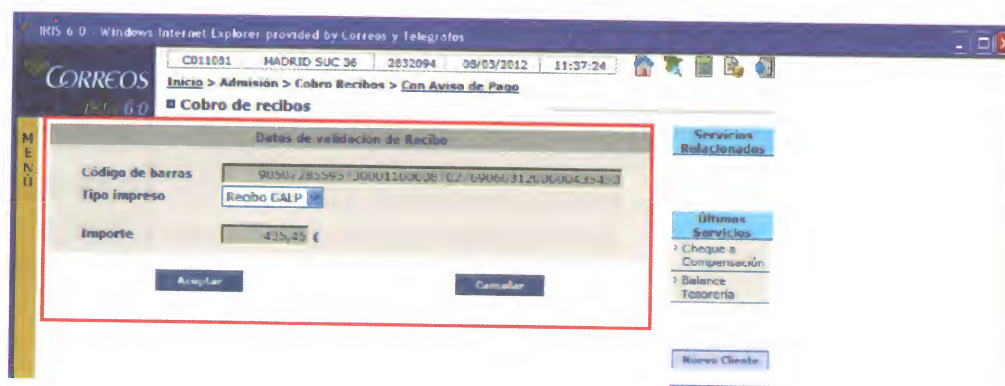 IRIS 6 0 - Windows Internet Explorer provided by Correos y Telegrafos
CORREOS
6.0
C011081 MADRID SUC 36 2832094 08/03/2012 11:37:24
Inicio > Admisión > Cobro Recibos > Con Aviso de Pago
Cobro de recibos
MENÚ
Datos de validación de Recibo
Código de barras
Tipo impreso Recibo GALP
Importe €
Aceptar Cancelar
Servicios
Relacionados
Últimos
Servicios
> Cheque a
Compensación
> Balance
Tesorería
Nuevo Cliente